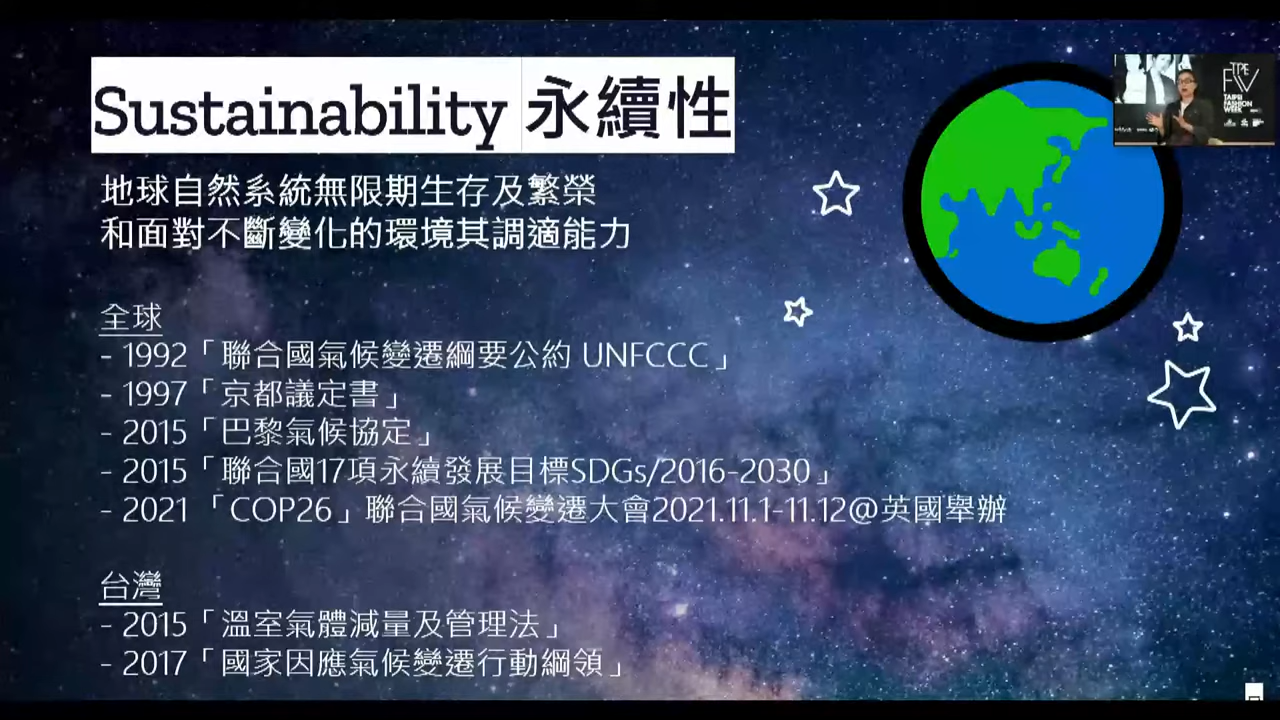 Sustainability 永續性
地球自然系統無限期生存及繁榮
和面對不斷變化的環境其調適能力
全球
- 1992「聯合國氣候變遷綱要公約 UNFCCC」
- 1997「京都議定書」
- 2015「巴黎氣候協定」
- 2015「聯合國17項永續發展目標SDGs/2016-2030」
- 2021 「COP26」聯合國氣候變遷大會2021.11.1-11.12@英國舉辦
台灣
- 2015「溫室氣體減量及管理法」
- 2017「國家因應氣候變遷行動綱領」
TPE
FW
TAIPEI
FASHION
WEEK